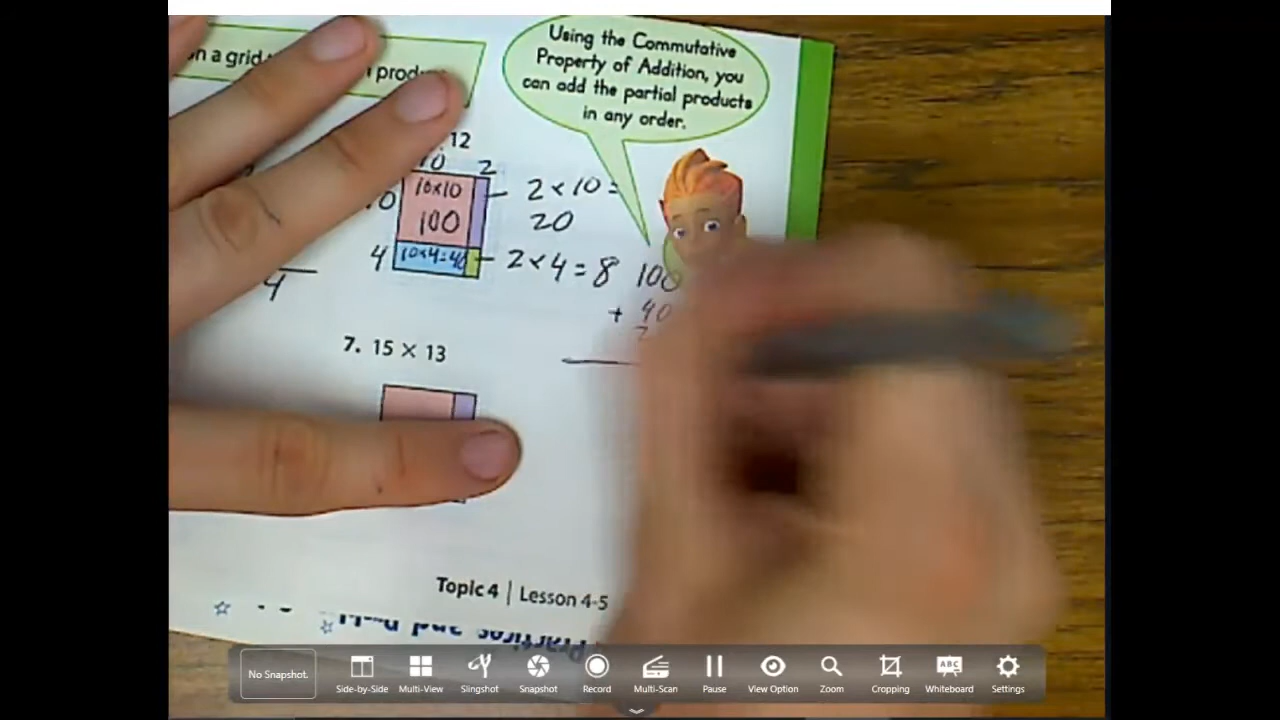 n a grid
Using the Commutative
Property of Addition, you
can add the partial products
in any order.
12
10 2
10×10
100
2 × 10 =
20
4
10×4=40
2 × 4 = 8
100
+ 40
4
7. 15 × 13
Topic 4 | Lesson 4-5
No Snapshot.
Side-by-Side
Multi-View
Slingshot
Snapshot
Record
Multi-Scan
Pause
View Option
Zoom
Cropping
ABC
Whiteboard
Settings